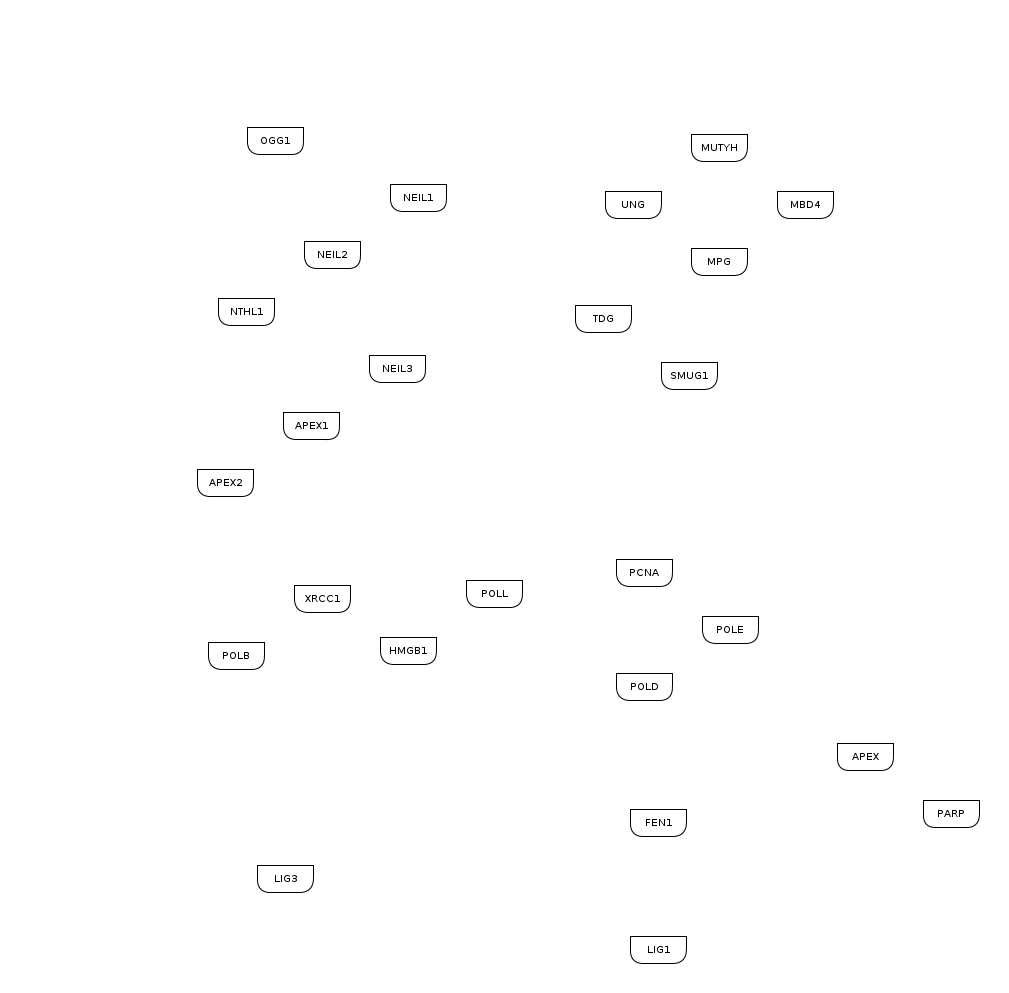 OGG1
MUTYH
NEIL1
UNG
MBD4
NEIL2
MPG
NTHL1
TDG
NEIL3
SMUG1
APEX1
APEX2
PCNA
XRCC1
POLL
POLE
POLB
HMGB1
POLD
APEX
PARP
FEN1
LIG3
LIG1